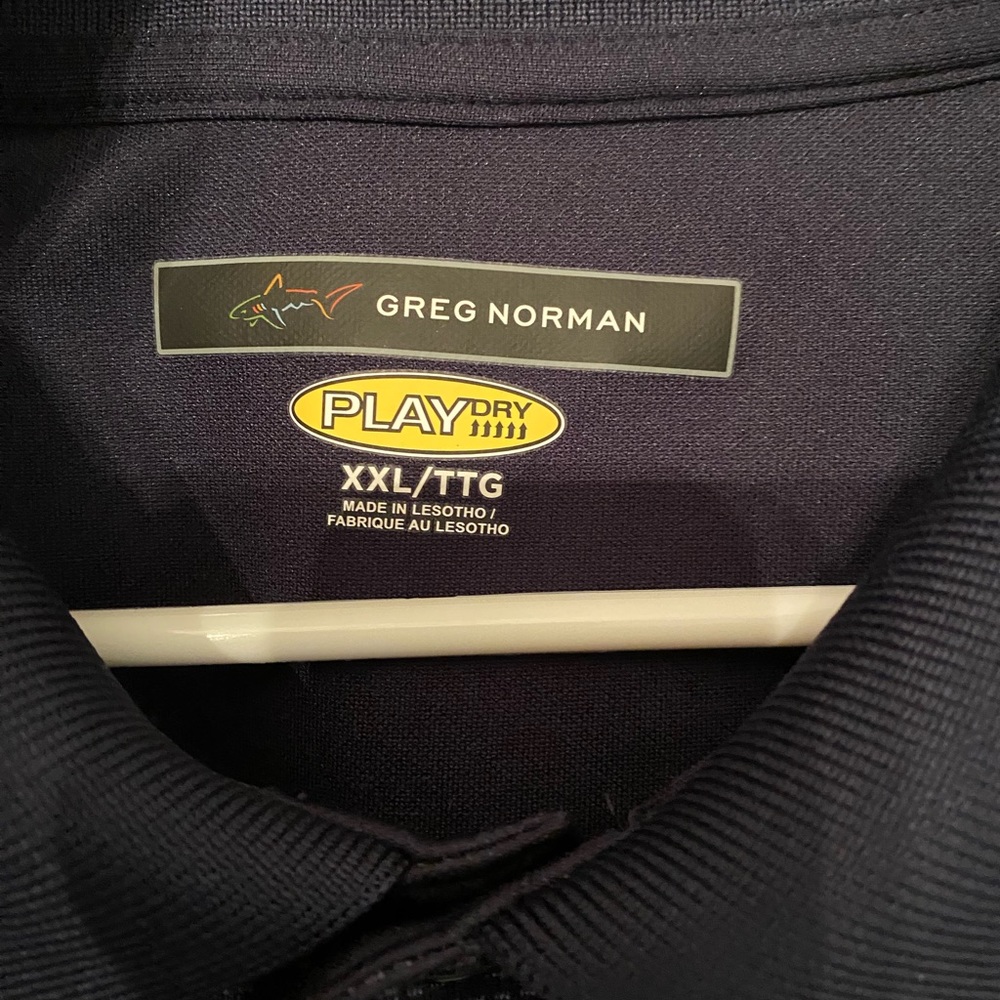 GREG NORMAN
PLAY DRY
XXL/TTG
MADE IN LESOTHO /
FABRIQUE AU LESOTHO